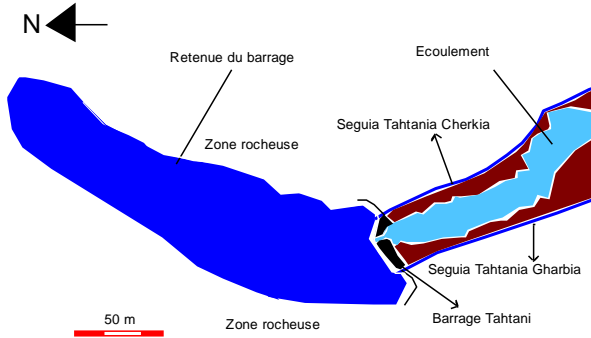 N
Retenue du barrage
Ecoulement
Zone rocheuse
Seguia Tahtania Cherkia
Seguia Tahtania Gharbia
Barrage Tahtani
Zone rocheuse
50 m